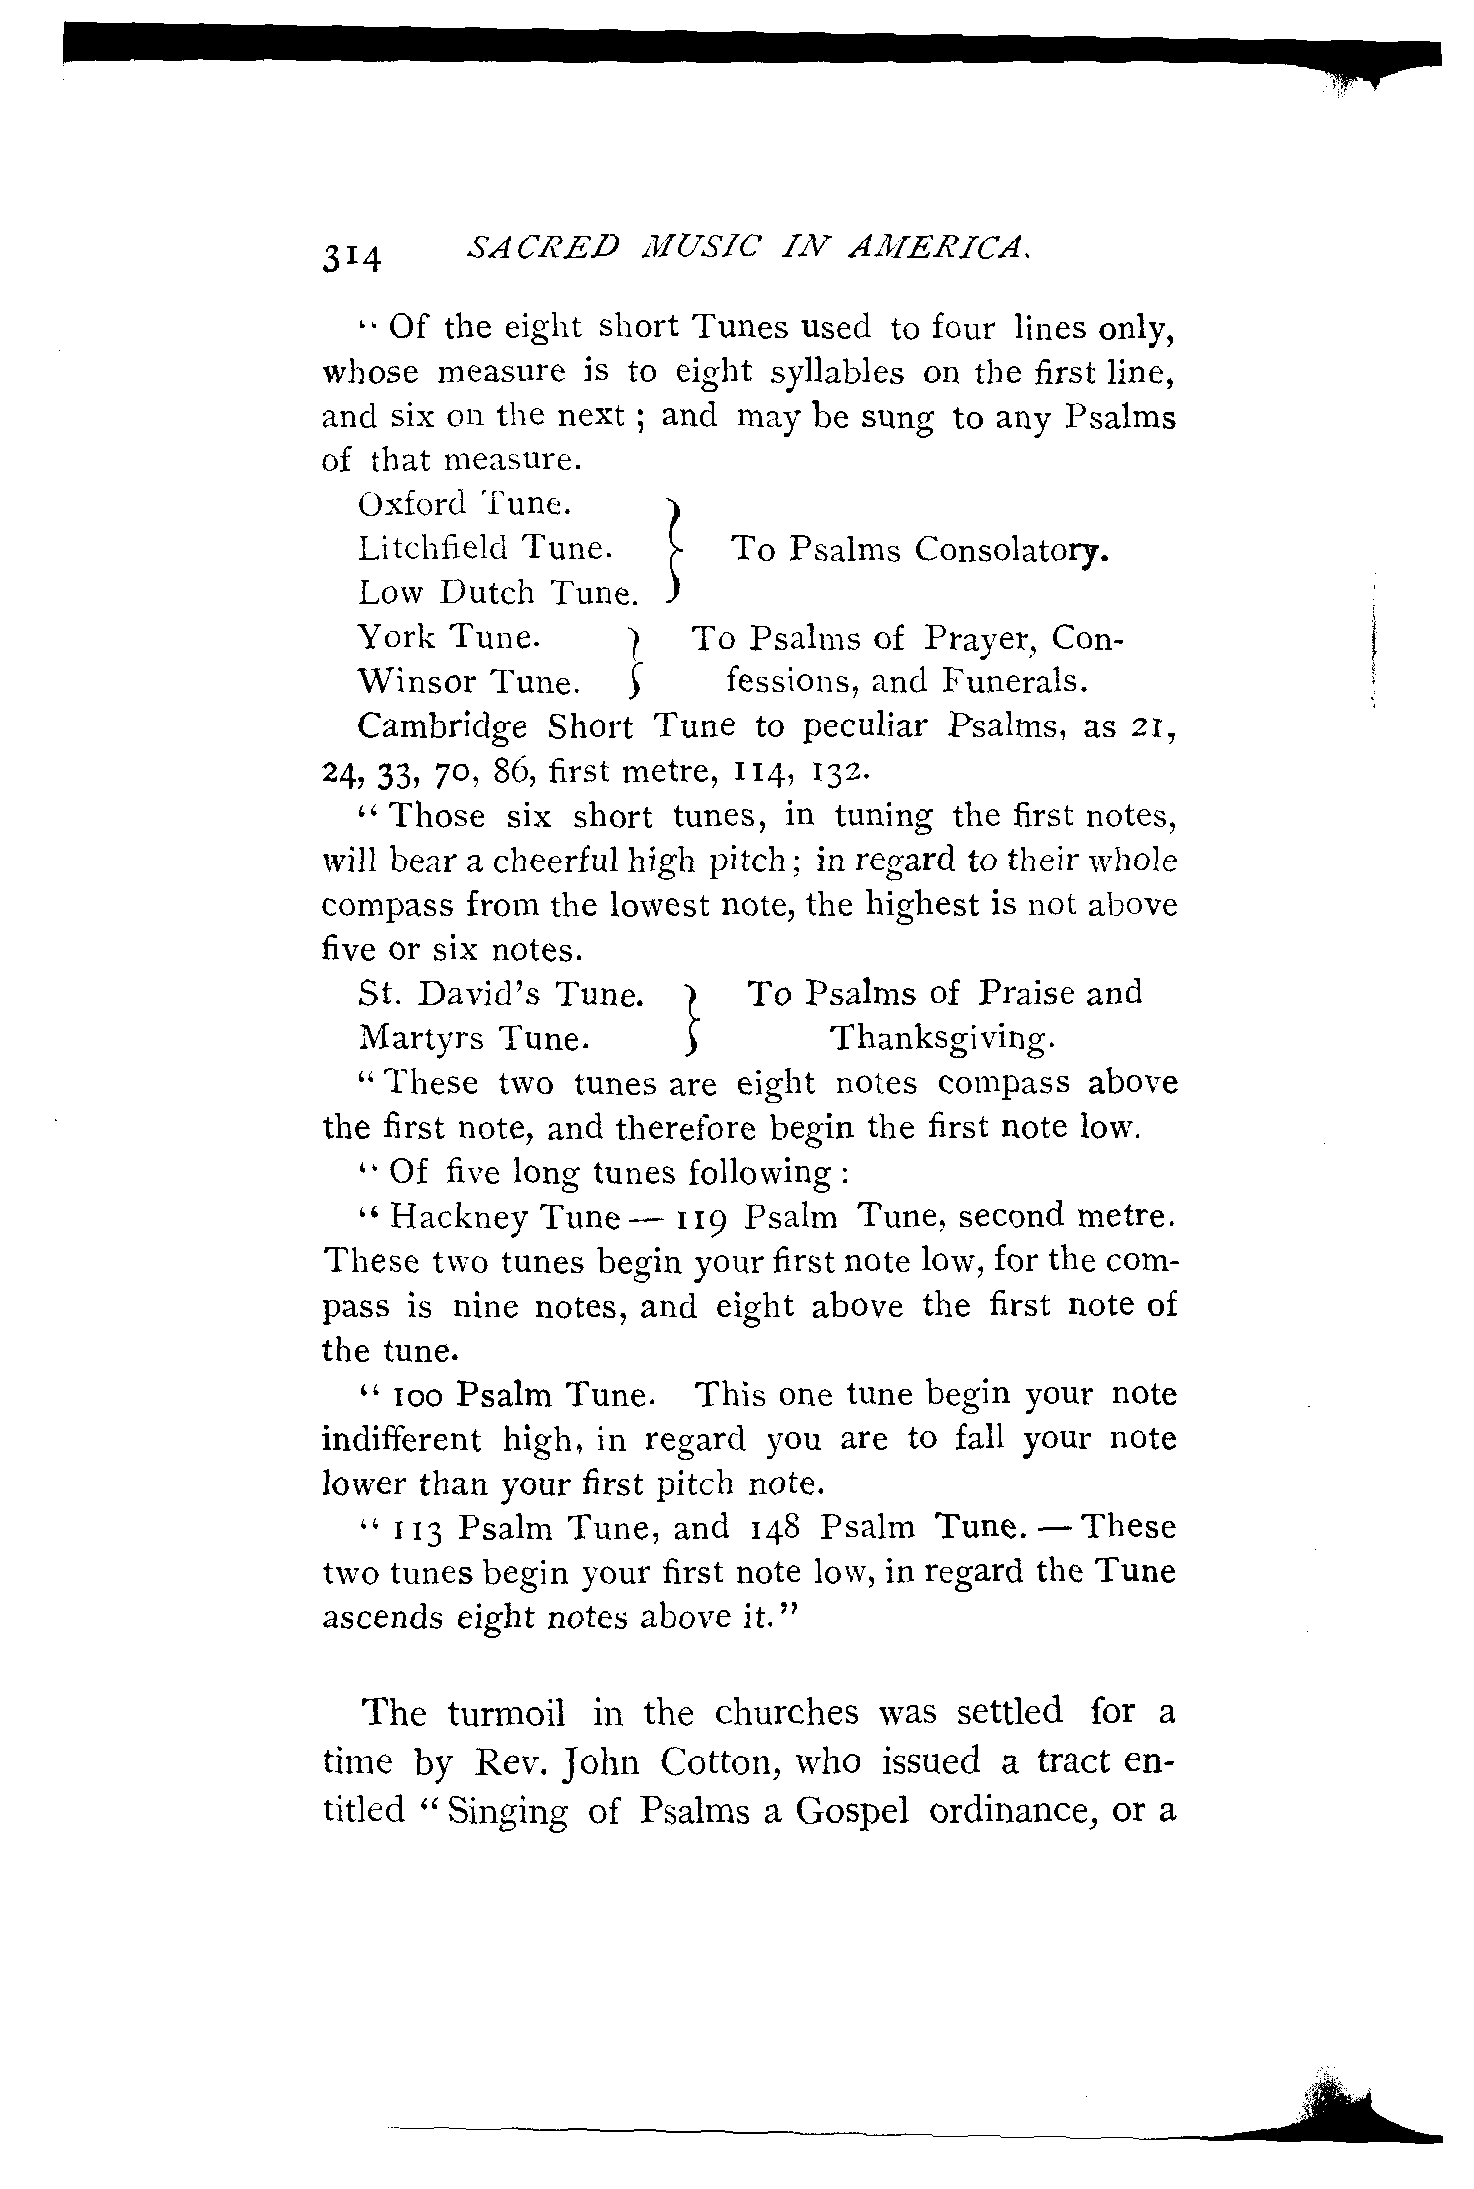 314 SACRED MUSIC IN AMERICA.
" Of the eight short Tunes used to four lines only,
whose measure is to eight syllables on the first line,
and six on the next ; and may be sung to any Psalms
of that measure.
Oxford Tune.
Litchfield Tune. } To Psalms Consolatory.
Low Dutch Tune.
York Tune. } To Psalms of Prayer, Con-
Winsor Tune. fessions, and Funerals.
Cambridge Short Tune to peculiar Psalms, as 21,
24, 33, 70, 86, first metre, 114, 132.
" Those six short tunes, in tuning the first notes,
will bear a cheerful high pitch ; in regard to their whole
compass from the lowest note, the highest is not above
five or six notes.
St. David's Tune. } To Psalms of Praise and
Martyrs Tune. Thanksgiving.
" These two tunes are eight notes compass above
the first note, and therefore begin the first note low.
" Of five long tunes following :
" Hackney Tune — 119 Psalm Tune, second metre.
These two tunes begin your first note low, for the com-
pass is nine notes, and eight above the first note of
the tune.
" 100 Psalm Tune. This one tune begin your note
indifferent high, in regard you are to fall your note
lower than your first pitch note.
" 113 Psalm Tune, and 148 Psalm Tune. — These
two tunes begin your first note low, in regard the Tune
ascends eight notes above it."
The turmoil in the churches was settled for a
time by Rev. John Cotton, who issued a tract en-
titled " Singing of Psalms a Gospel ordinance, or a